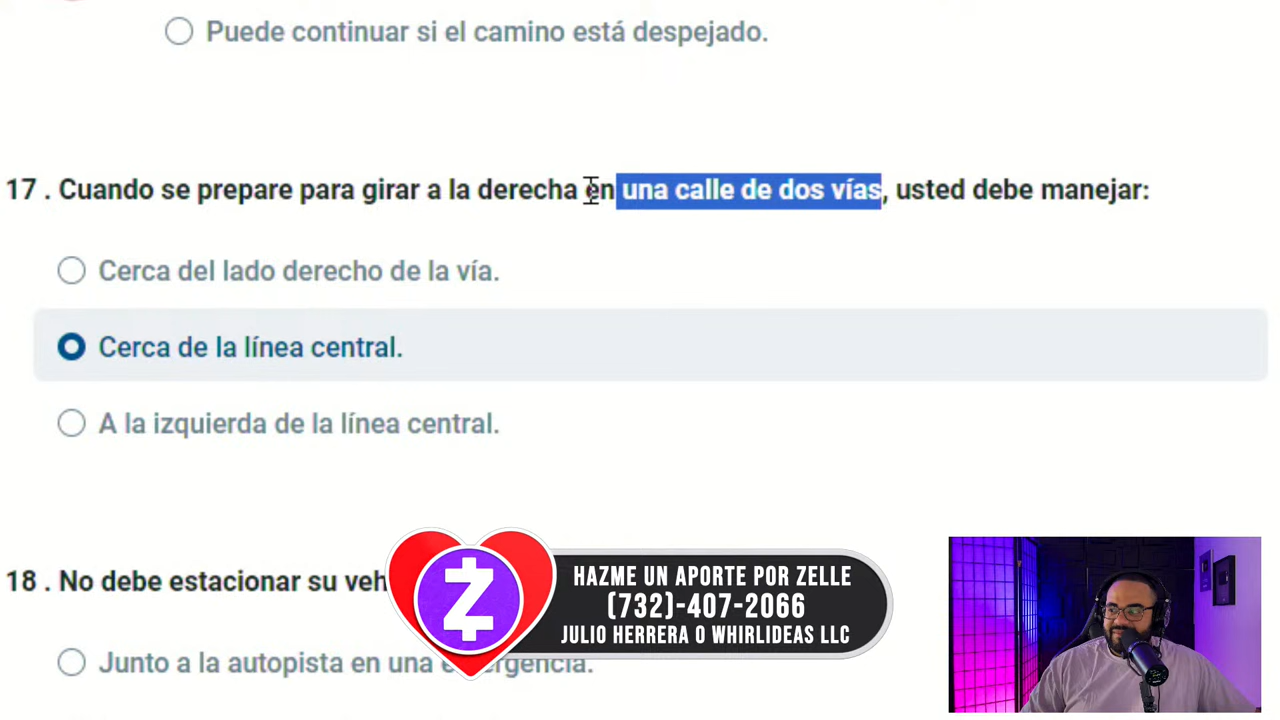 Puede continuar si el camino está despejado.
17 . Cuando se prepare para girar a la derecha en una calle de dos vías, usted debe manejar:
Cerca del lado derecho de la vía.
Cerca de la línea central.
A la izquierda de la línea central.
18 . No debe estacionar su veh
HAZME UN APORTE POR ZELLE
(732)-407-2066
JULIO HERRERA O WHIRLIDEAS LLC
Junto a la autopista en una emergencia.